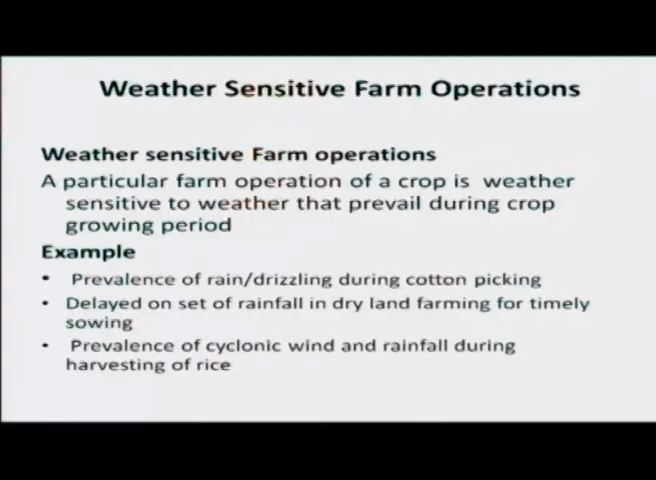 Weather Sensitive Farm Operations
Weather sensitive Farm operations
A particular farm operation of a crop is weather
sensitive to weather that prevail during crop
growing period
Example
• Prevalence of rain/drizzling during cotton picking
• Delayed on set of rainfall in dry land farming for timely
sowing
• Prevalence of cyclonic wind and rainfall during
harvesting of rice